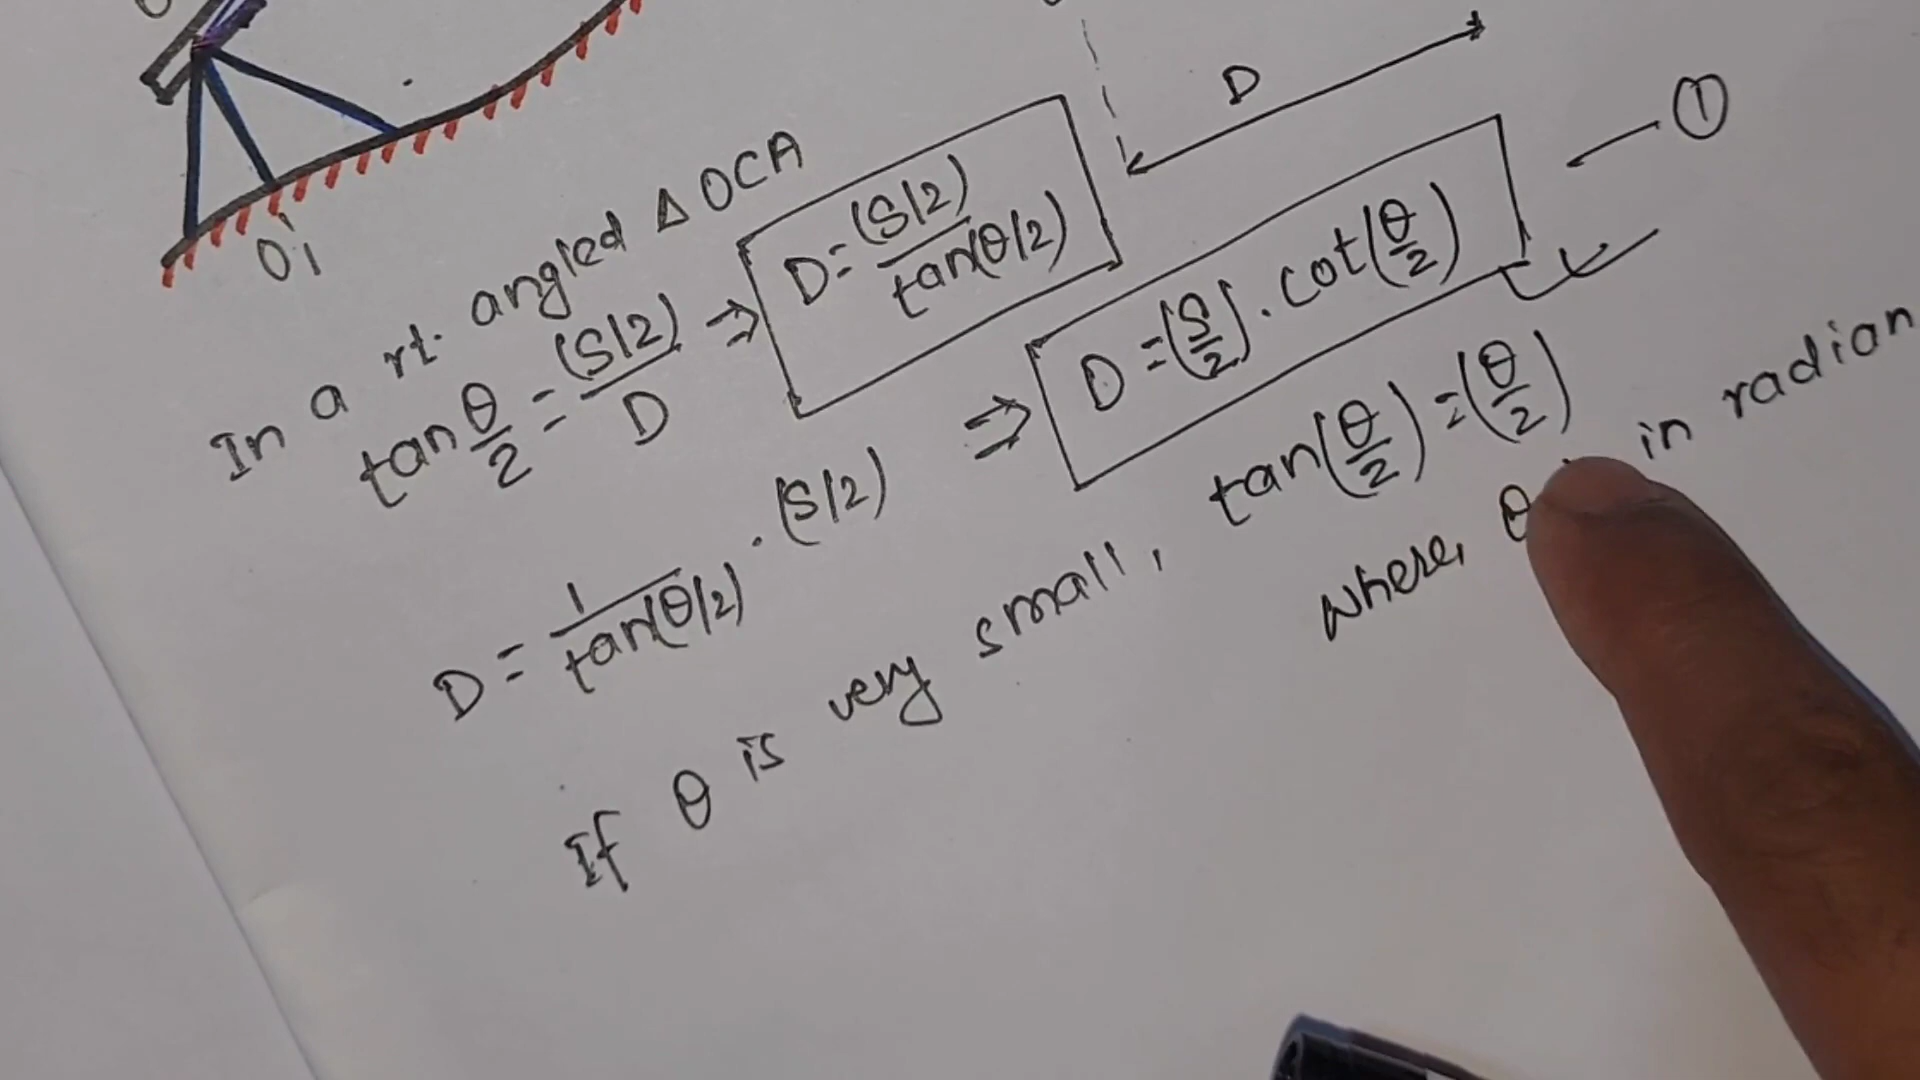 O1
D
①
In a rt. angled Δ OCA
tan θ/2 = (S/2)/D ⇒ D = (S/2)/tan(θ/2)
D = 1/tan(θ/2) . (S/2) ⇒ D = (S/2) . cot(θ/2)
If θ is very small, tan(θ/2) = (θ/2)
where, θ in radian